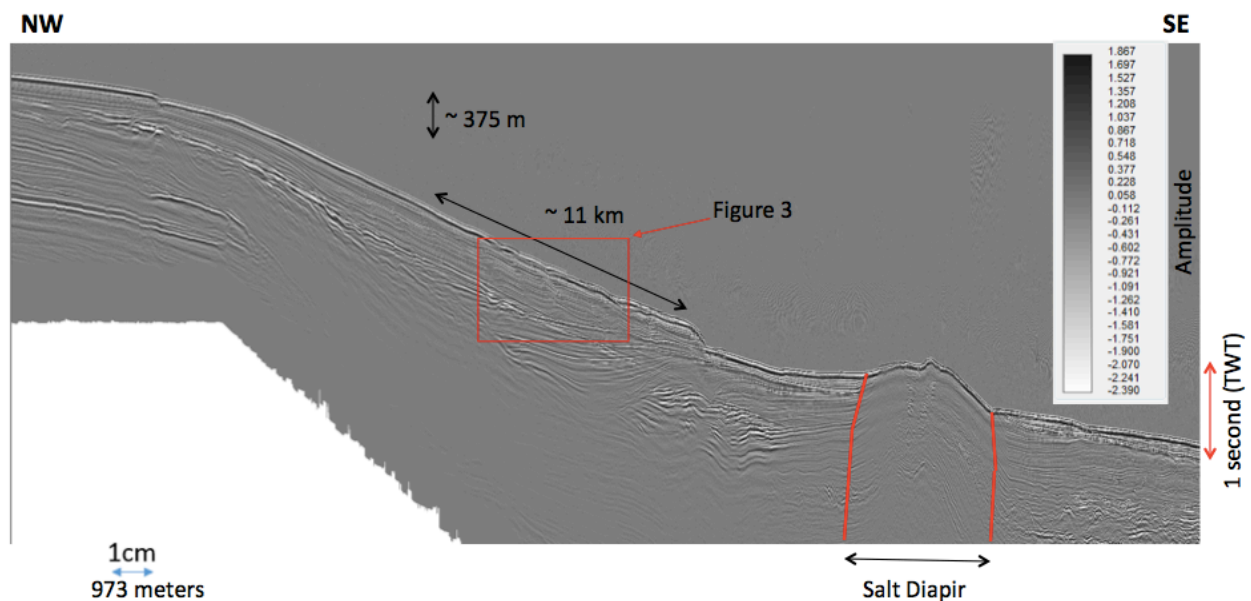 NW
SE
~ 375 m
~ 11 km
Figure 3
1.867
1.697
1.527
1.357
1.208
1.037
0.867
0.718
0.548
0.377
0.228
0.058
-0.112
-0.261
-0.431
-0.602
-0.772
-0.921
-1.091
-1.262
-1.410
-1.581
-1.751
-1.900
-2.070
-2.241
-2.390
Amplitude
1 second (TWT)
1cm
973 meters
Salt Diapir